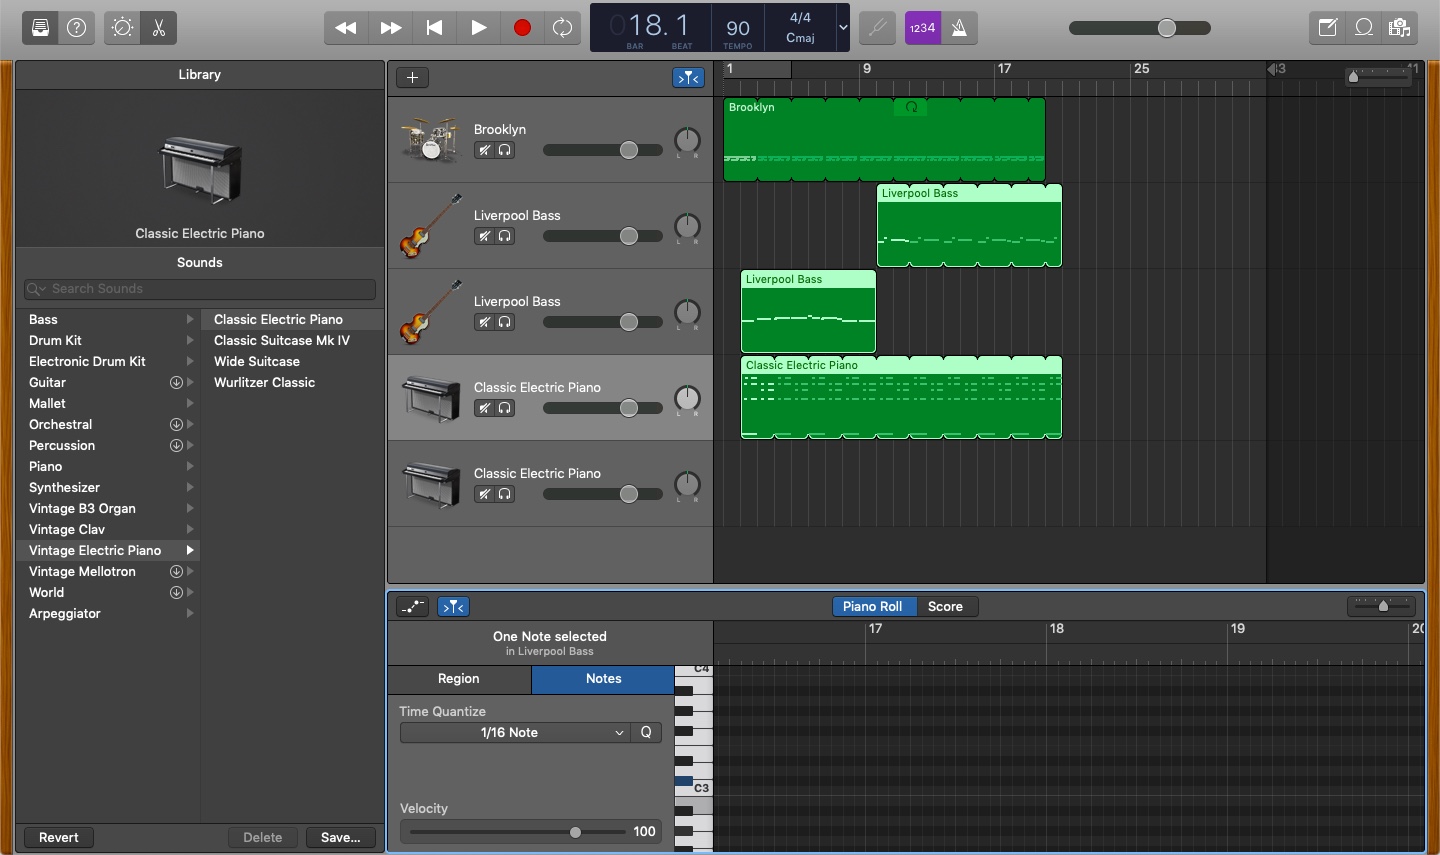 18.1
BAR BEAT
90
TEMPO
4/4
Cmaj
1234
Library
Classic Electric Piano
Sounds
Search Sounds
Bass
Drum Kit
Electronic Drum Kit
Guitar
Mallet
Orchestral
Percussion
Piano
Synthesizer
Vintage B3 Organ
Vintage Clav
Vintage Electric Piano
Vintage Mellotron
World
Arpeggiator
Classic Electric Piano
Classic Suitcase Mk IV
Wide Suitcase
Wurlitzer Classic
Revert
Delete
Save...
1 9 17 25
Brooklyn
L R
Liverpool Bass
L R
Liverpool Bass
L R
Classic Electric Piano
L R
Classic Electric Piano
L R
Brooklyn
Liverpool Bass
Liverpool Bass
Classic Electric Piano
Piano Roll Score
One Note selected
in Liverpool Bass
17 18 19
Region Notes
Time Quantize
1/16 Note Q
Velocity
100
C4
C3